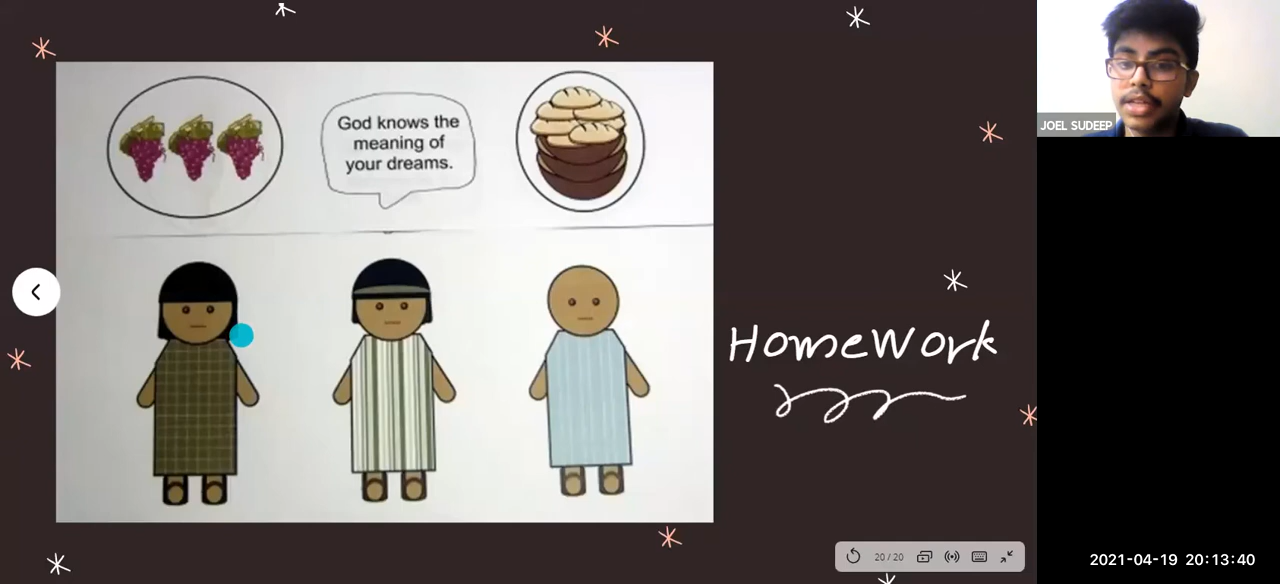 God knows the
meaning of
your dreams.
JOEL SUDEEP
HomeWork
20 / 20
2021-04-19 20:13:40